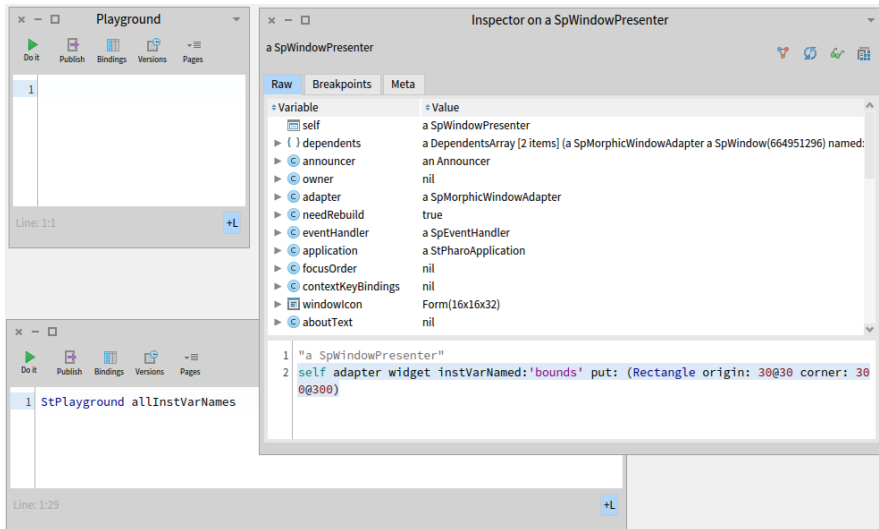 Playground
Do it Publish Bindings Versions Pages
1
Line: 1:1 +L
Inspector on a SpWindowPresenter
a SpWindowPresenter
Raw Breakpoints Meta
Variable Value
self a SpWindowPresenter
{ } dependents a DependentsArray [2 items] (a SpMorphicWindowAdapter a SpWindow(664951296) named:
C announcer an Announcer
C owner nil
C adapter a SpMorphicWindowAdapter
C needRebuild true
C eventHandler a SpEventHandler
C application a StPharoApplication
C focusOrder nil
C contextKeyBindings nil
windowIcon Form(16x16x32)
C aboutText nil
1 "a SpWindowPresenter"
2 self adapter widget instVarNamed:'bounds' put: (Rectangle origin: 30@30 corner: 30
0@300)
Do it Publish Bindings Versions Pages
1 StPlayground allInstVarNames
Line: 1:29 +L